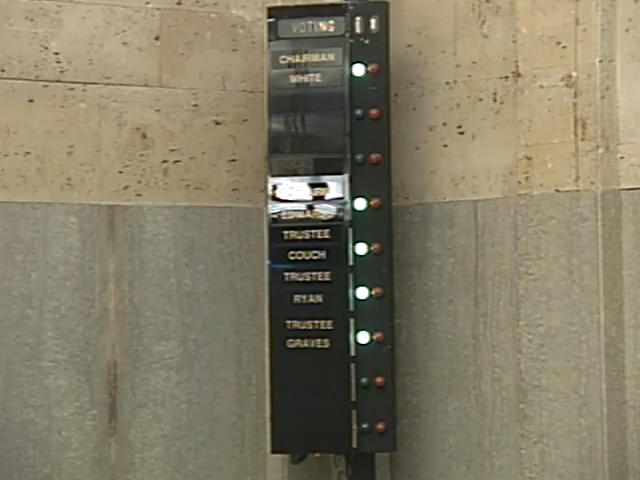 VOTING
CHAIRMAN
WHITE
TRUSTEE
COUCH
TRUSTEE
RYAN
TRUSTEE
GRAVES